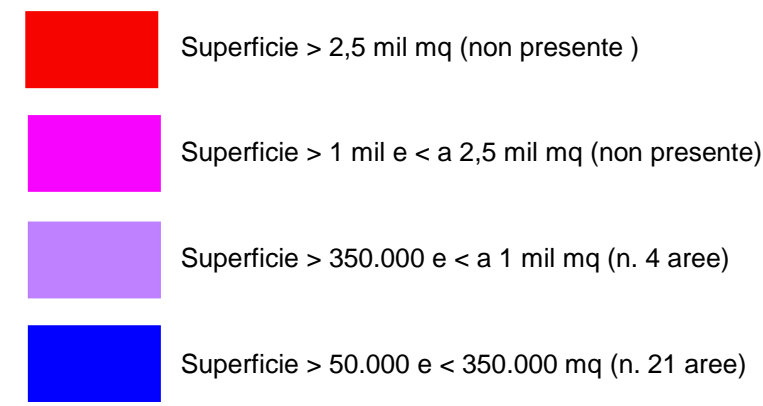 Superficie > 2,5 mil mq (non presente )
Superficie > 1 mil e < a 2,5 mil mq (non presente)
Superficie > 350.000 e < a 1 mil mq (n. 4 aree)
Superficie > 50.000 e < 350.000 mq (n. 21 aree)